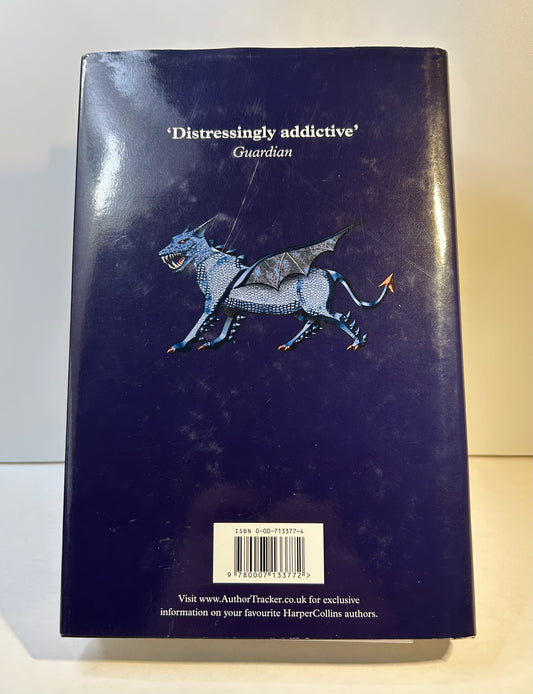 ‘Distressingly addictive’
Guardian
ISBN 0-00-713377-4
9 780007 133772 >
Visit www.AuthorTracker.co.uk for exclusive
information on your favourite HarperCollins authors.